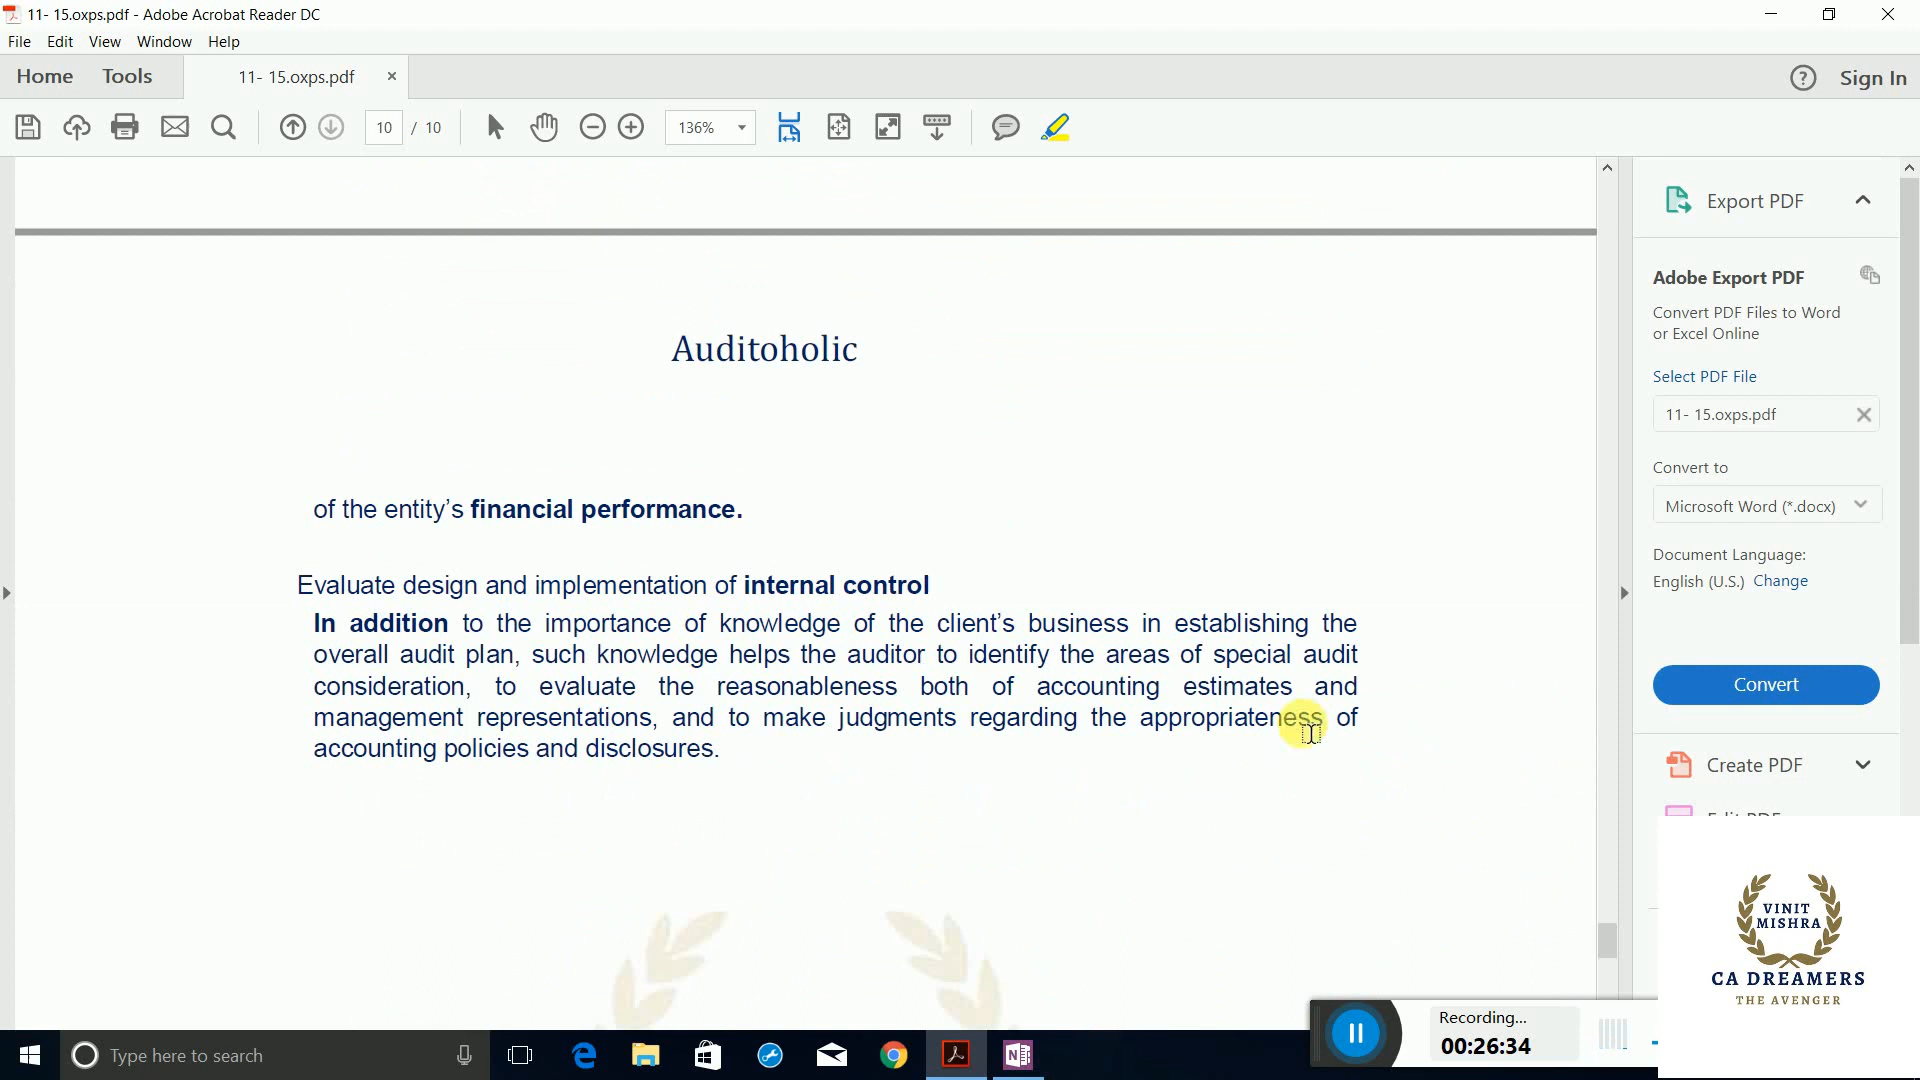 11- 15.oxps.pdf - Adobe Acrobat Reader DC
File Edit View Window Help
Home Tools 11- 15.oxps.pdf Sign In
10 / 10 136%
Export PDF
Adobe Export PDF
Convert PDF Files to Word
or Excel Online
Select PDF File
11- 15.oxps.pdf
Convert to
Microsoft Word (*.docx)
Document Language:
English (U.S.) Change
Convert
Create PDF
Auditoholic
of the entity's financial performance.
Evaluate design and implementation of internal control
In addition to the importance of knowledge of the client's business in establishing the
overall audit plan, such knowledge helps the auditor to identify the areas of special audit
consideration, to evaluate the reasonableness both of accounting estimates and
management representations, and to make judgments regarding the appropriateness of
accounting policies and disclosures.
VINIT
MISHRA
CA DREAMERS
THE AVENGER
Recording...
00:26:34
Type here to search